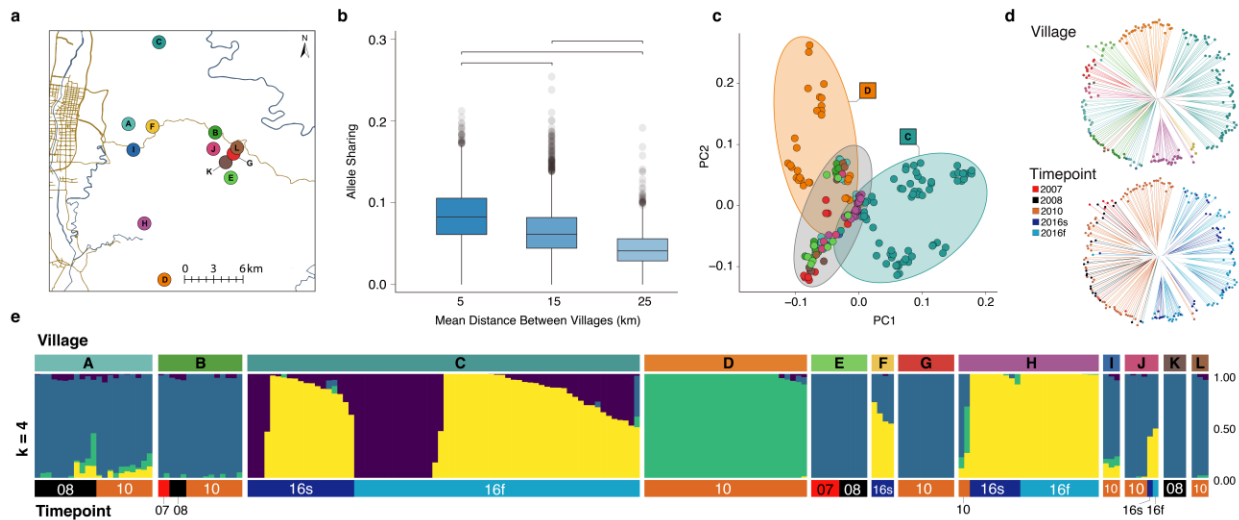 a
N
C
A
F
I
B
J
L
G
K
E
H
D
0 3 6 km
b
0.3
0.2
0.1
0.0
Allele Sharing
5 15 25
Mean Distance Between Villages (km)
c
D
C
0.2
0.1
0.0
−0.1
PC2
−0.1 0.0 0.1 0.2
PC1
d
Village
Timepoint
2007
2008
2010
2016s
2016f
e
Village
A B C D E F G H I J K L
k = 4
1.00
0.50
0.00
08 10 10 16s 16f 10 07 08 16s 10 16s 16f 10 10 08 10
07 08 10 16s 16f
Timepoint